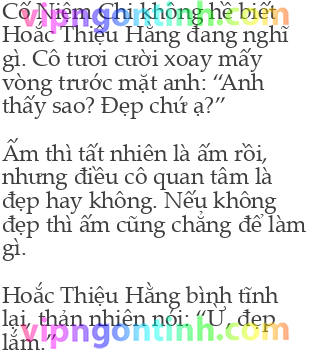 Cố Niệm Chi không hề biết
Hoắc Thiệu Hằng đang nghĩ
gì. Cô tươi cười xoay mấy
vòng trước mặt anh: “Anh
thấy sao? Đẹp chứ ạ?”
Ấm thì tất nhiên là ấm rồi,
nhưng điều cô quan tâm là
đẹp hay không. Nếu không
đẹp thì ấm cũng chẳng để làm
gì.
Hoắc Thiệu Hằng bình tĩnh
lại, thản nhiên nói: “Ừ, đẹp
lắm.”
vipngontinh.com
vipngontinh.com